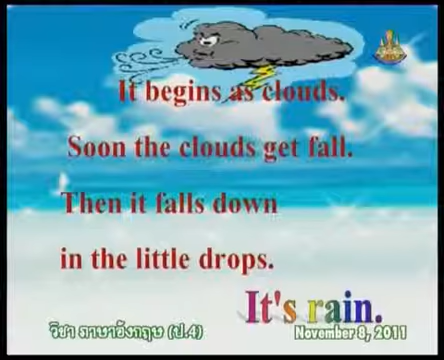 It begins as clouds.
Soon the clouds get fall.
Then it falls down
in the little drops.
It's rain.
วิชา ภาษาอังกฤษ (ป.4)
November 8, 2011